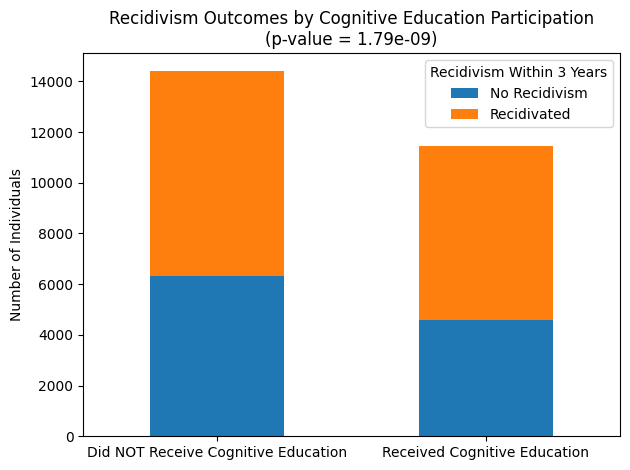 Recidivism Outcomes by Cognitive Education Participation
(p-value = 1.79e-09)
Recidivism Within 3 Years
No Recidivism
Recidivated
Number of Individuals
14000
12000
10000
8000
6000
4000
2000
0
Did NOT Receive Cognitive Education
Received Cognitive Education